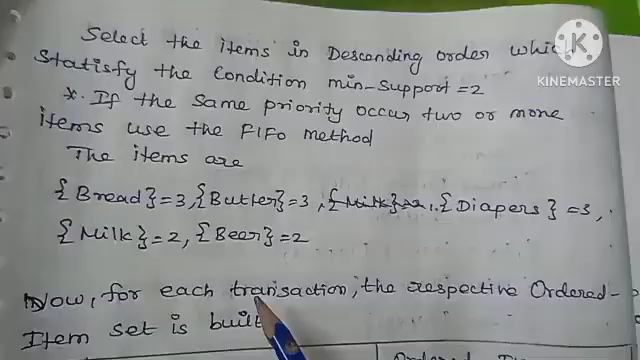 Select the items in Descending order which
Statisfy the Condition min-Support=2
*. If the Same priority occur two or more
items use the FIFO method
The items are
{Bread}=3,{Butter}=3,{Milk}=2,{Diapers}=3,
{Milk}=2,{Beer}=2
Now, for each transaction, the respective Ordered-
Item set is built
KINEMASTER